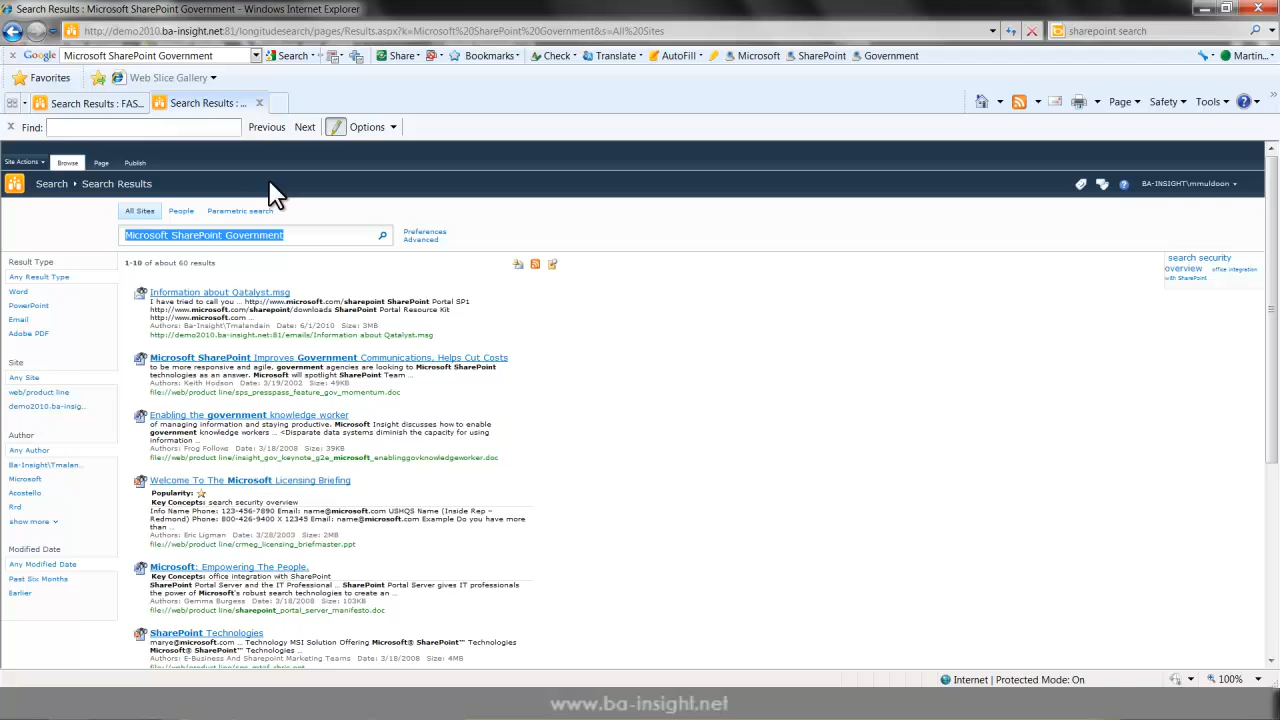 Search Results : Microsoft SharePoint Government - Windows Internet Explorer
http://demo2010.ba-insight.net:81/longitudesearch/pages/Results.aspx?k=Microsoft%20SharePoint%20Government&s=All%20Sites
sharepoint search
Google Microsoft SharePoint Government Search Share Bookmarks Check Translate AutoFill Microsoft SharePoint Government Martin...
Favorites Web Slice Gallery
Search Results : FAS... Search Results : ... Page Safety Tools
Find: Previous Next Options
Site Actions Browse Page Publish
Search Search Results BA-INSIGHT\mmuldoon
All Sites People Parametric search
Microsoft SharePoint Government
Preferences
Advanced
Result Type
Any Result Type
Word
PowerPoint
Email
Adobe PDF
Site
Any Site
web/product line
demo2010.ba-insig..
Author
Any Author
Ba-Insight\Tmalan..
Microsoft
Acostello
Rrd
show more
Modified Date
Any Modified Date
Past Six Months
Earlier
1-10 of about 60 results
Information about Qatalyst.msg
I have tried to call you ... http://www.microsoft.com/sharepoint SharePoint Portal SP1
http://www.microsoft.com/sharepoint/downloads SharePoint Portal Resource Kit
http://www.microsoft.com ...
Authors: Ba-Insight\Tmalandain Date: 6/1/2010 Size: 3MB
http://demo2010.ba-insight.net:81/emails/Information about Qatalyst.msg
Microsoft SharePoint Improves Government Communications, Helps Cut Costs
to be more responsive and agile, government agencies are looking to Microsoft SharePoint
technologies as an answer. Microsoft will spotlight SharePoint Team ...
Authors: Keith Hodson Date: 3/19/2002 Size: 49KB
file://web/product line/sps_presspass_feature_gov_momentum.doc
Enabling the government knowledge worker
of managing information and staying productive. Microsoft Insight discusses how to enable
government knowledge workers ... <Disparate data systems diminish the capacity for using
information ...
Authors: Frog Follows Date: 3/18/2008 Size: 39KB
file://web/product line/insight_gov_keynote_g2e_microsoft_enablinggovknowledgeworker.doc
Welcome To The Microsoft Licensing Briefing
Popularity:
Key Concepts: search security overview
Info Name Phone: 123-456-7890 Email: name@microsoft.com USHQS Name (Inside Rep –
Redmond) Phone: 800-426-9400 X 12345 Email: name@microsoft.com Example Do you have more
than ...
Authors: Eric Ligman Date: 3/28/2003 Size: 2MB
file://web/product line/crmeg_licensing_briefmaster.ppt
Microsoft: Empowering The People.
Key Concepts: office integration with SharePoint
SharePoint Portal Server and the IT Professional ... SharePoint Portal Server gives IT professionals
the power of Microsoft's robust search technologies to create an ...
Authors: Gemma Burgess Date: 3/18/2008 Size: 103KB
file://web/product line/sharepoint_portal_server_manifesto.doc
SharePoint Technologies
marye@microsoft.com ... Technology MSI Solution Offering Microsoft® SharePoint™ Technologies
Microsoft® SharePoint™ Technologies ...
Authors: E-Business And Sharepoint Marketing Teams Date: 3/18/2008 Size: 4MB
search security
overview office integration
with SharePoint
Internet | Protected Mode: On 100%
www.ba-insight.net